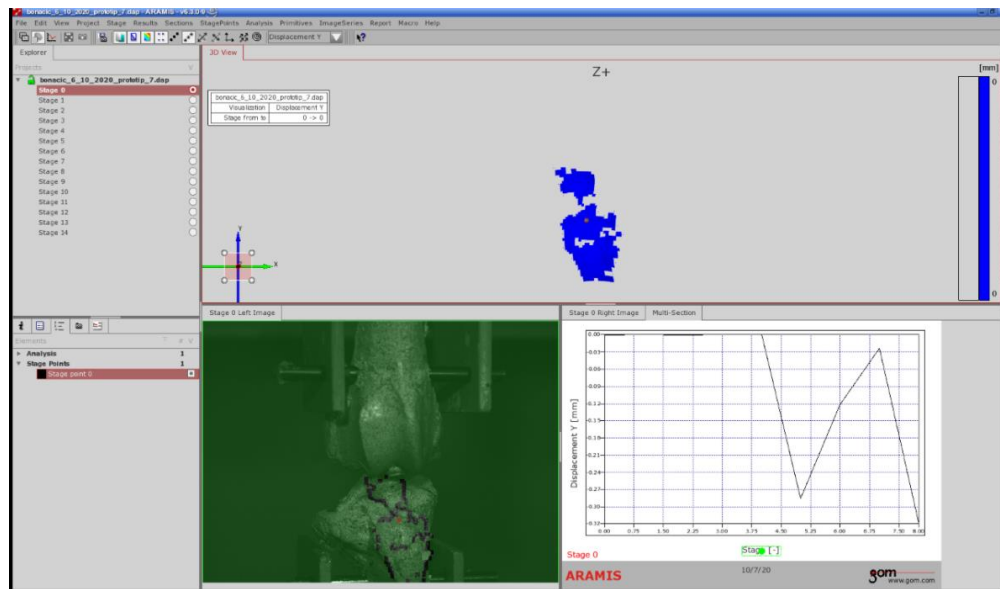 bonacic_6_10_2020_prototip_7.dap - ARAMIS - v6.3.0-6
File Edit View Project Stage Results Sections StagePoints Analysis Primitives ImageSeries Report Macro Help
Displacement Y
Explorer
3D View
Projects V
bonacic_6_10_2020_prototip_7.dap
Stage 0
Stage 1
Stage 2
Stage 3
Stage 4
Stage 5
Stage 6
Stage 7
Stage 8
Stage 9
Stage 10
Stage 11
Stage 12
Stage 13
Stage 14
Z+
[mm]
0
0
bonacic_6_10_2020_prototip_7.dap
Visualization Displacement Y
Stage from to 0 -> 0
Y
X
Elements # V
Analysis 1
Stage Points 1
Stage point 0
Stage 0 Left Image
Stage 0 Right Image Multi-Section
Displacement Y [mm]
0.00
-0.03
-0.06
-0.09
-0.12
-0.15
-0.18
-0.21
-0.24
-0.27
-0.30
-0.32
0.00 0.75 1.50 2.25 3.00 3.75 4.50 5.25 6.00 6.75 7.50 8.00
Stage [-]
Stage 0
ARAMIS
10/7/20
gom
www.gom.com